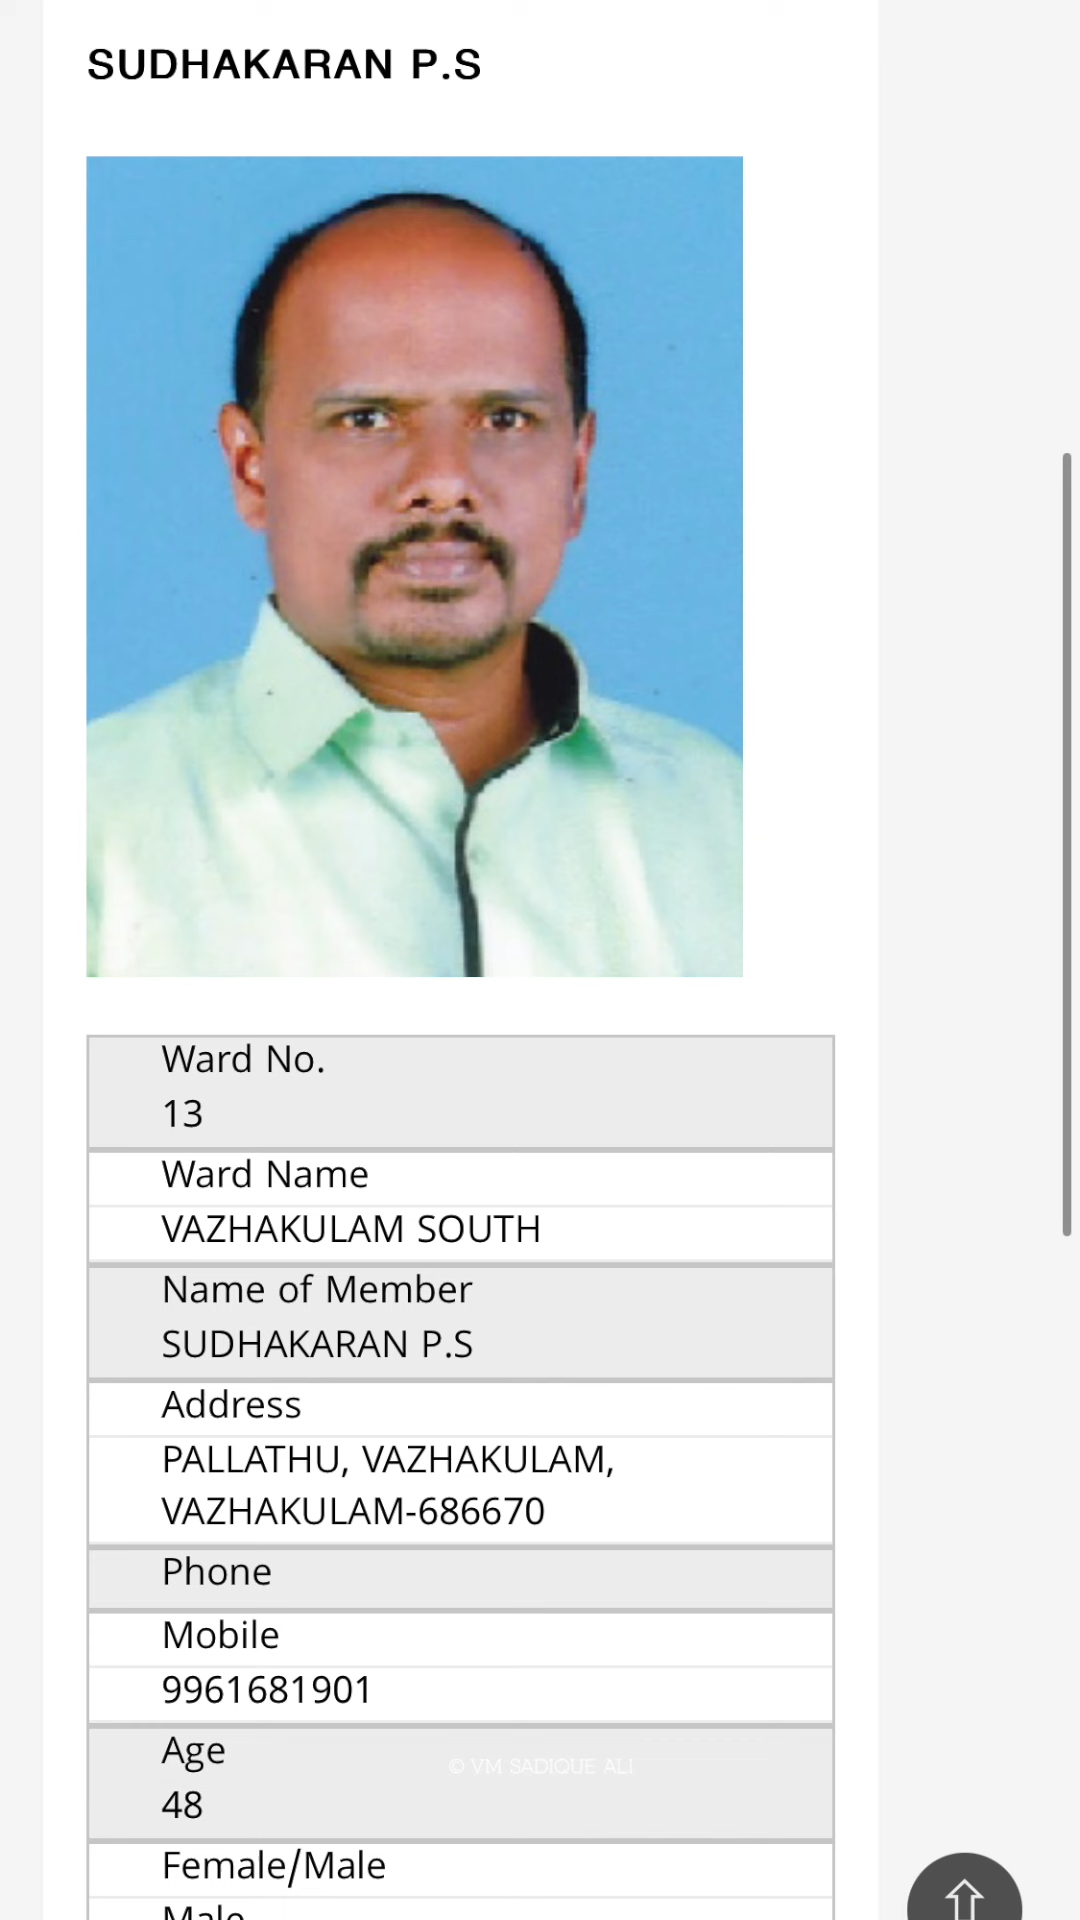 SUDHAKARAN P.S
Ward No.
13
Ward Name
VAZHAKULAM SOUTH
Name of Member
SUDHAKARAN P.S
Address
PALLATHU, VAZHAKULAM,
VAZHAKULAM-686670
Phone
Mobile
9961681901
Age
© VM SADIQUE ALI
48
Female/Male
Male